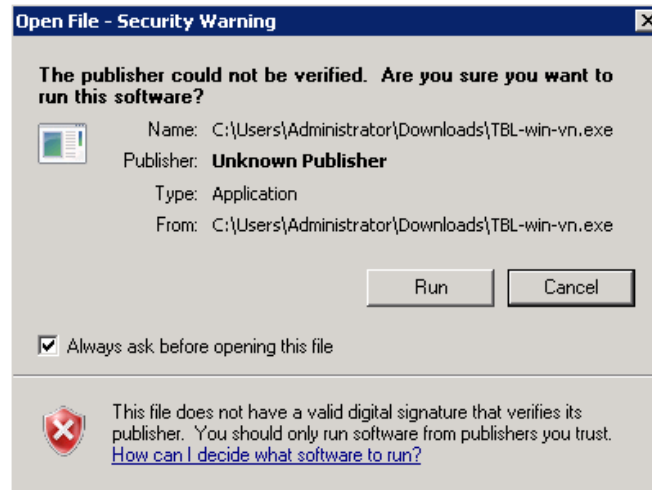 Open File - Security Warning
The publisher could not be verified. Are you sure you want to
run this software?
Name: C:\Users\Administrator\Downloads\TBL-win-vn.exe
Publisher: Unknown Publisher
Type: Application
From: C:\Users\Administrator\Downloads\TBL-win-vn.exe
Run Cancel
Always ask before opening this file
This file does not have a valid digital signature that verifies its
publisher. You should only run software from publishers you trust.
How can I decide what software to run?